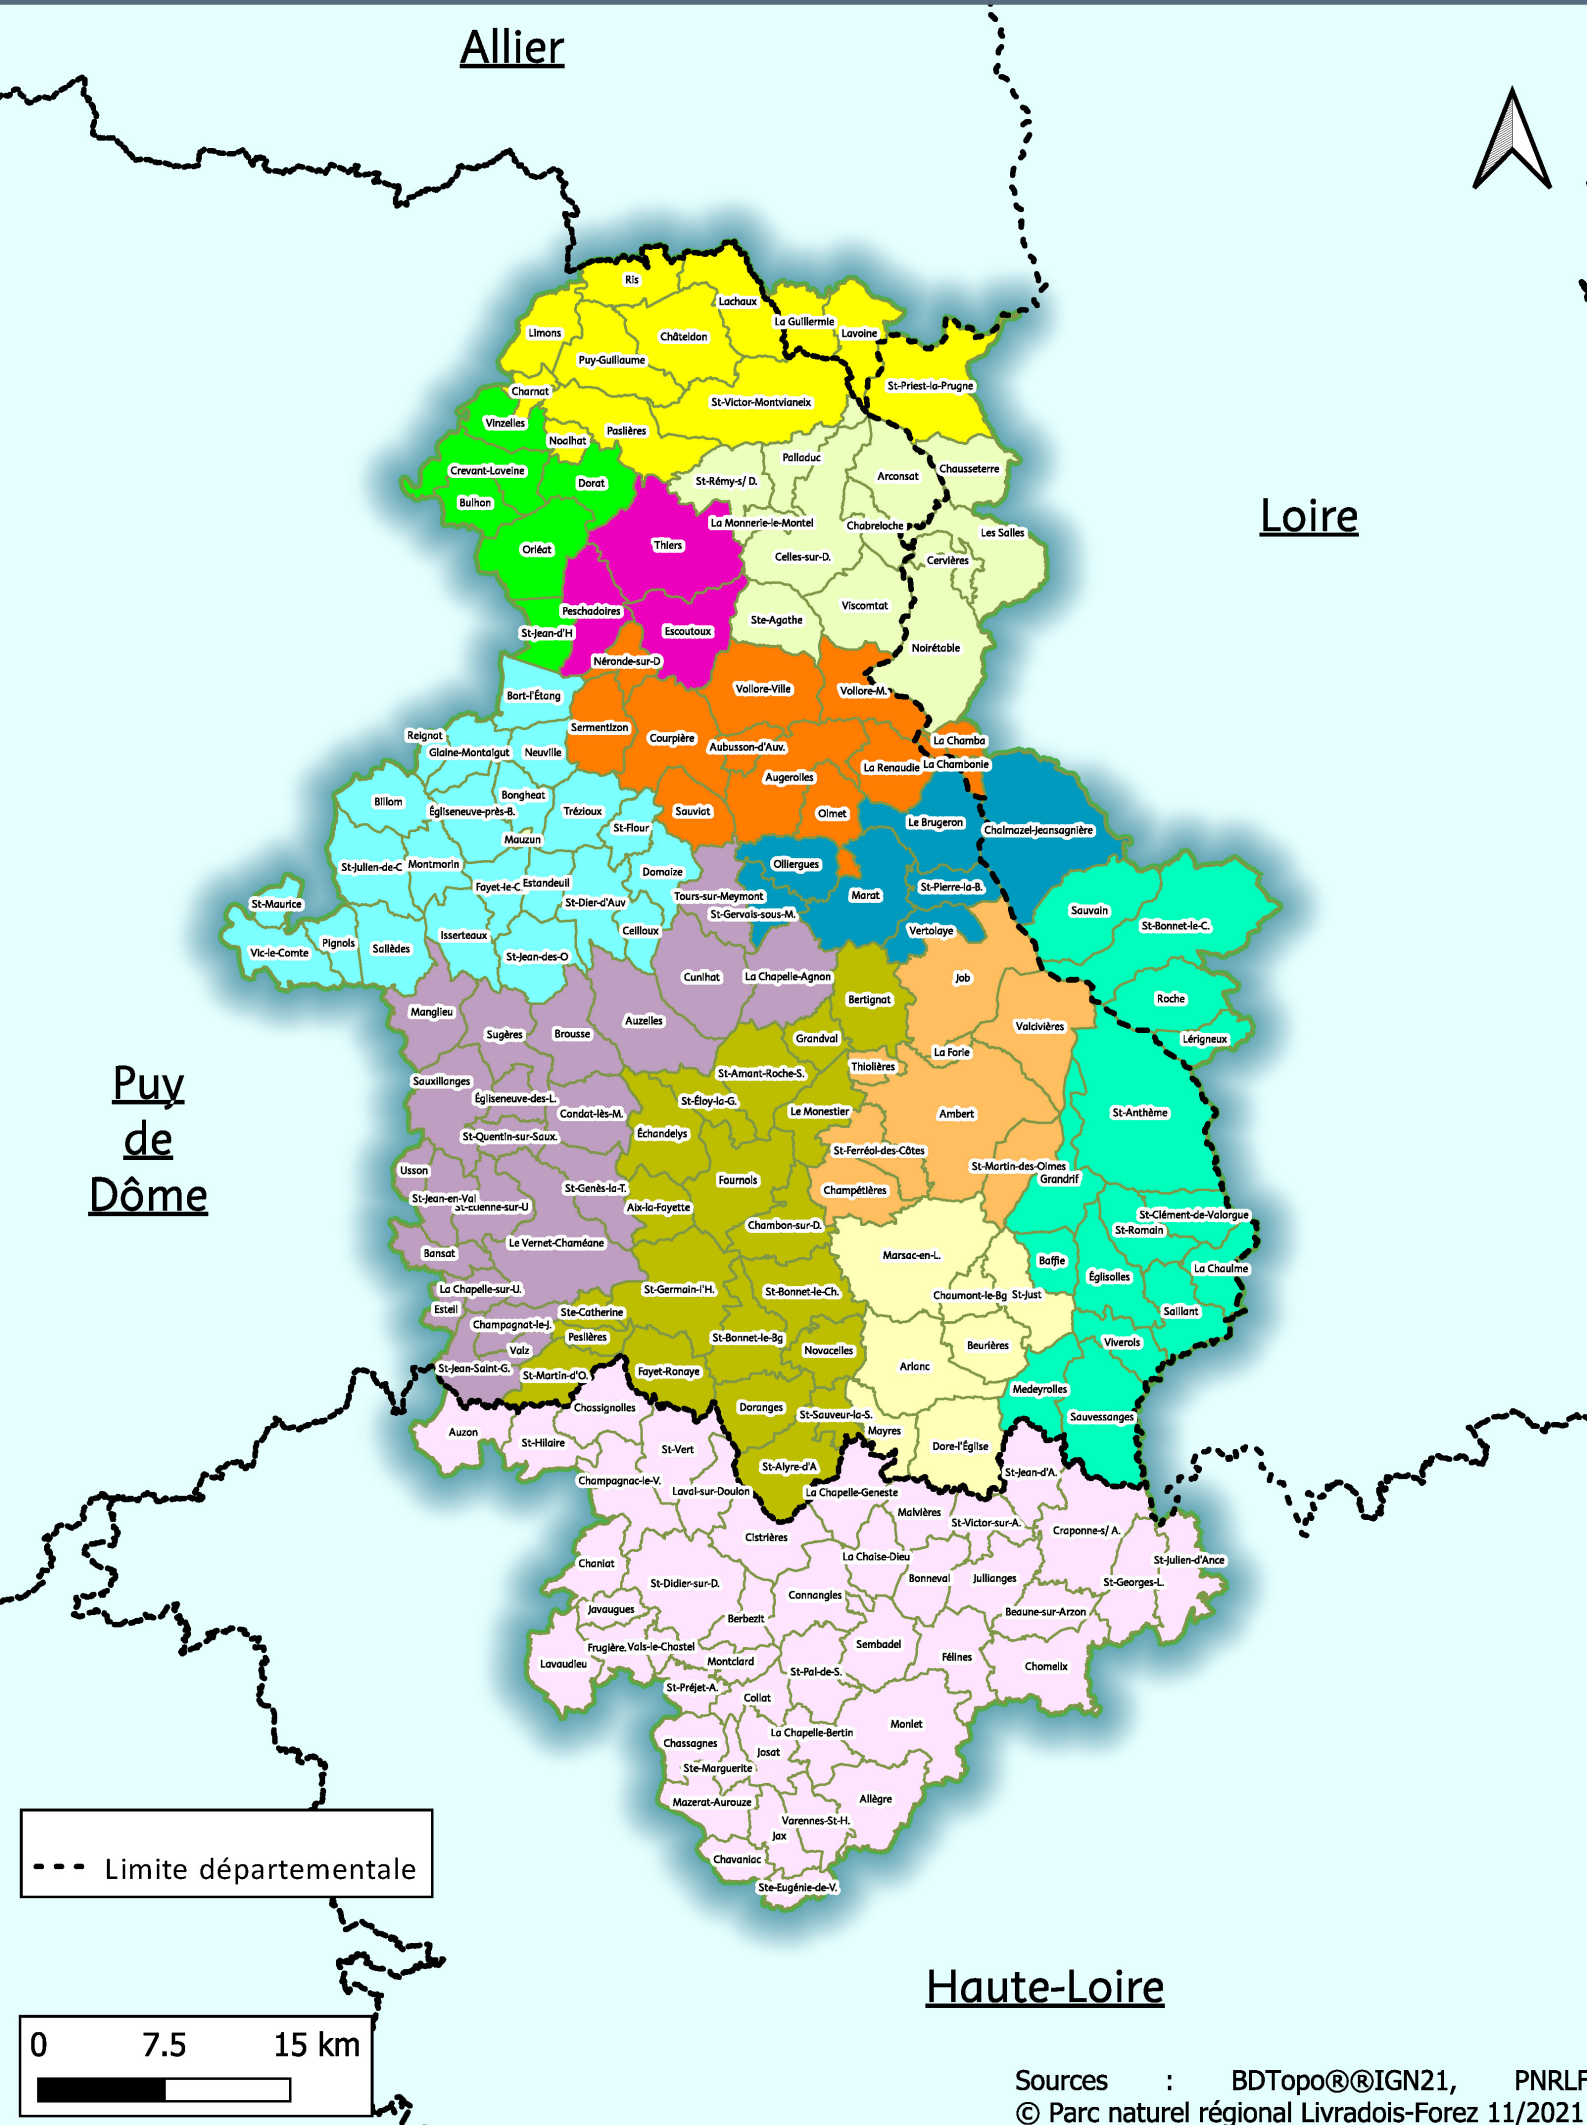 Allier
Ris
Lachaux
La Guillermie
Limons
Lavoine
Châteldon
Puy-Guillaume
St-Priest-la-Prugne
Charnat
St-Victor-Montvianeix
Vinzelles
Paslières
Noalhat
Palladuc
Chausseterre
Crevant-Laveine
Arconsat
St-Rémy-s/ D.
Dorat
Bulhon
Loire
La Monnerie-le-Montel
Chabreloche
Les Salles
Thiers
Orléat
Celles-sur-D.
Cervières
Viscomtat
Peschadoires
Ste-Agathe
St-Jean-d'H
Escoutoux
Noirétable
Néronde-sur-D
Vollore-Ville
Vollore-M.
Bort-l'Étang
Sermentizon
Reignat
Courpière
La Chamba
Aubusson-d'Auv.
Glaine-Montaigut
Neuville
La Chambonie
La Renaudie
Augerolles
Bongheat
Billom
Égliseneuve-près-B.
Trézioux
Sauviat
Olmet
Le Brugeron
St-Flour
Chalmazel-Jeansagnière
Mauzun
St-Julien-de-C
Montmorin
Olliergues
Domaize
Fayet-le-C.
Estandeuil
St-Pierre-la-B.
Tours-sur-Meymont
Marat
St-Maurice
St-Dier-d'Auv
Sauvain
St-Gervais-sous-M.
St-Bonnet-le-C.
Ceilloux
Vertolaye
Isserteaux
Pignols
Sallèdes
Vic-le-Comte
St-Jean-des-O
Cunlhat
La Chapelle-Agnon
Job
Bertignat
Roche
Manglieu
Auzelles
Valcivières
Sugères
Brousse
Grandval
Lérigneux
La Forie
Thiolières
St-Amant-Roche-S.
Puy
de
Dôme
Sauxillanges
Égliseneuve-des-L.
St-Éloy-la-G.
Condat-lès-M.
Le Monestier
Ambert
St-Anthème
St-Quentin-sur-Saux.
Échandelys
St-Ferréol-des-Côtes
Usson
St-Martin-des-Olmes
Grandrif
Fournols
St-Genès-la-T.
Champétières
St-Jean-en-Val
St-Etienne-sur-U
Aix-la-Fayette
St-Clément-de-Valorgue
Chambon-sur-D.
St-Romain
Le Vernet-Chaméane
Bansat
Marsac-en-L.
Baffie
La Chaulme
Églisolles
La Chapelle-sur-U.
St-Germain-l'H.
St-Bonnet-le-Ch.
Chaumont-le-Bg
St-Just
Esteil
Ste-Catherine
Saillant
Champagnat-le-J.
Peslières
St-Bonnet-le-Bg
Viverols
Valz
Novacelles
Beurières
St-Jean-Saint-G.
St-Martin-d'O.
Fayet-Ronaye
Arlanc
Medeyrolles
Chassignolles
Doranges
St-Sauveur-la-S.
Sauvessanges
Auzon
Mayres
St-Hilaire
St-Vert
Dore-l'Église
St-Alyre-d'A
St-Jean-d'A.
Champagnac-le-V.
Laval-sur-Doulon
La Chapelle-Geneste
Malvières
St-Victor-sur-A.
Craponne-s/ A.
Cistrières
La Chaise-Dieu
Chaniat
St-Julien-d'Ance
St-Didier-sur-D.
Bonneval
Jullianges
St-Georges-L.
Connangles
Javaugues
Berbezit
Beaune-sur-Arzon
Frugière.
Vals-le-Chastel
Sembadel
Lavaudieu
Montclard
Félines
Chomelix
St-Pal-de-S.
St-Préjet-A.
Collat
Monlet
La Chapelle-Bertin
Chassagnes
Josat
Ste-Marguerite
Mazerat-Aurouze
Allègre
Varennes-St-H.
Jax
Chavaniac
Ste-Eugénie-de-V.
Limite départementale
Haute-Loire
0 7.5 15 km
Sources : BDTopo®®IGN21, PNRLF
© Parc naturel régional Livradois-Forez 11/2021